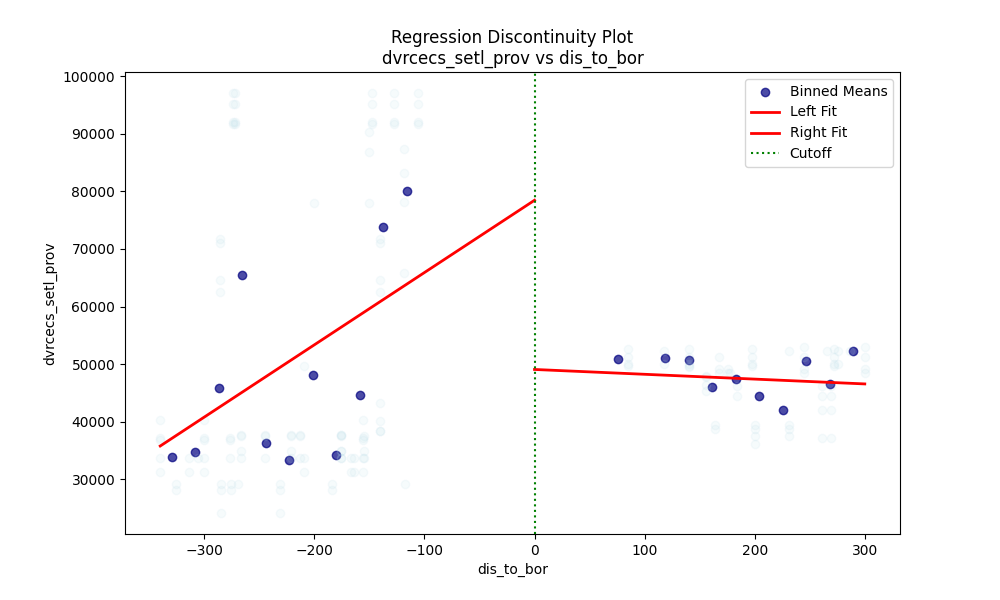 Regression Discontinuity Plot
dvrcecs_setl_prov vs dis_to_bor
100000
90000
80000
70000
60000
50000
40000
30000
dvrcecs_setl_prov
Binned Means
Left Fit
Right Fit
Cutoff
−300
−200
−100
0
100
200
300
dis_to_bor